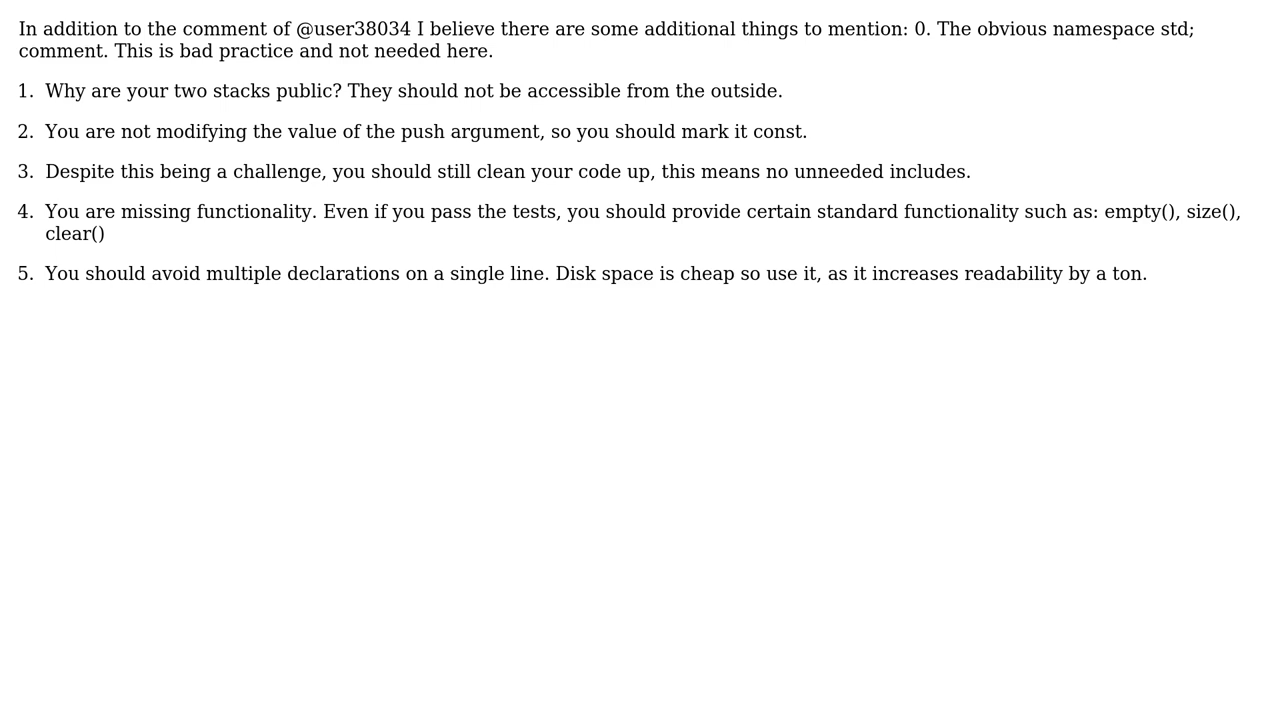 In addition to the comment of @user38034 I believe there are some additional things to mention: 0. The obvious namespace std;
comment. This is bad practice and not needed here.
1. Why are your two stacks public? They should not be accessible from the outside.
2. You are not modifying the value of the push argument, so you should mark it const.
3. Despite this being a challenge, you should still clean your code up, this means no unneeded includes.
4. You are missing functionality. Even if you pass the tests, you should provide certain standard functionality such as: empty(), size(),
clear()
5. You should avoid multiple declarations on a single line. Disk space is cheap so use it, as it increases readability by a ton.